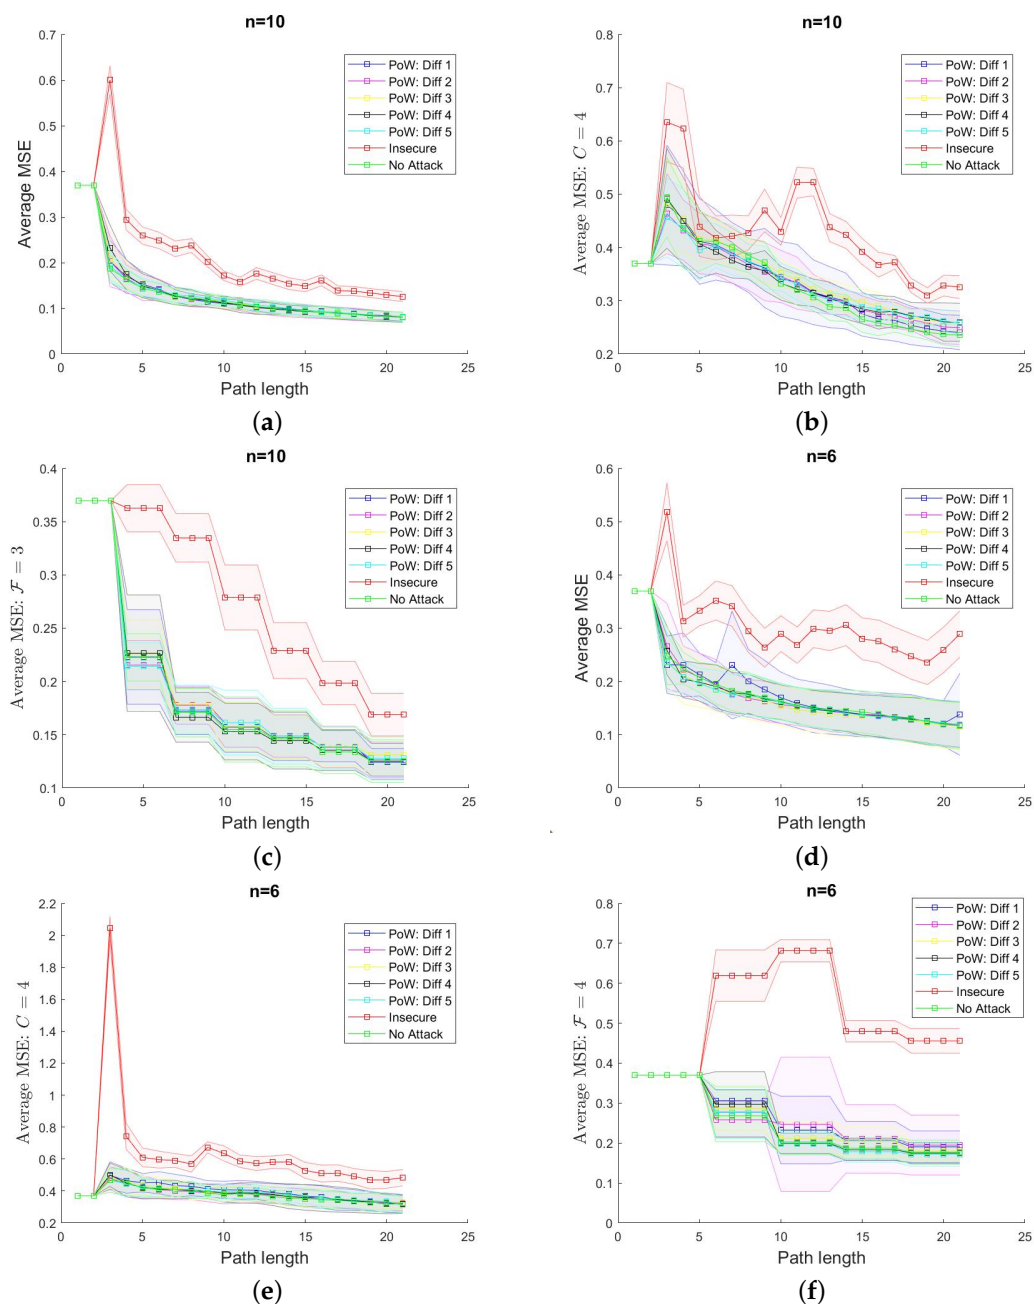 n=10
0.7
0.6
0.5
0.4
0.3
0.2
0.1
0
0 5 10 15 20 25
Average MSE
Path length
PoW: Diff 1
PoW: Diff 2
PoW: Diff 3
PoW: Diff 4
PoW: Diff 5
Insecure
No Attack
(a)
n=10
0.8
0.7
0.6
0.5
0.4
0.3
0.2
0 5 10 15 20 25
Average MSE: C = 4
Path length
PoW: Diff 1
PoW: Diff 2
PoW: Diff 3
PoW: Diff 4
PoW: Diff 5
Insecure
No Attack
(b)
n=10
0.4
0.35
0.3
0.25
0.2
0.15
0.1
0 5 10 15 20 25
Average MSE: ℱ = 3
Path length
PoW: Diff 1
PoW: Diff 2
PoW: Diff 3
PoW: Diff 4
PoW: Diff 5
Insecure
No Attack
(c)
n=6
0.6
0.5
0.4
0.3
0.2
0.1
0
0 5 10 15 20 25
Average MSE
Path length
PoW: Diff 1
PoW: Diff 2
PoW: Diff 3
PoW: Diff 4
PoW: Diff 5
Insecure
No Attack
(d)
n=6
2.2
2
1.8
1.6
1.4
1.2
1
0.8
0.6
0.4
0.2
0 5 10 15 20 25
Average MSE: C = 4
Path length
PoW: Diff 1
PoW: Diff 2
PoW: Diff 3
PoW: Diff 4
PoW: Diff 5
Insecure
No Attack
(e)
n=6
0.8
0.7
0.6
0.5
0.4
0.3
0.2
0.1
0
0 5 10 15 20 25
Average MSE: ℱ = 4
Path length
PoW: Diff 1
PoW: Diff 2
PoW: Diff 3
PoW: Diff 4
PoW: Diff 5
Insecure
No Attack
(f)